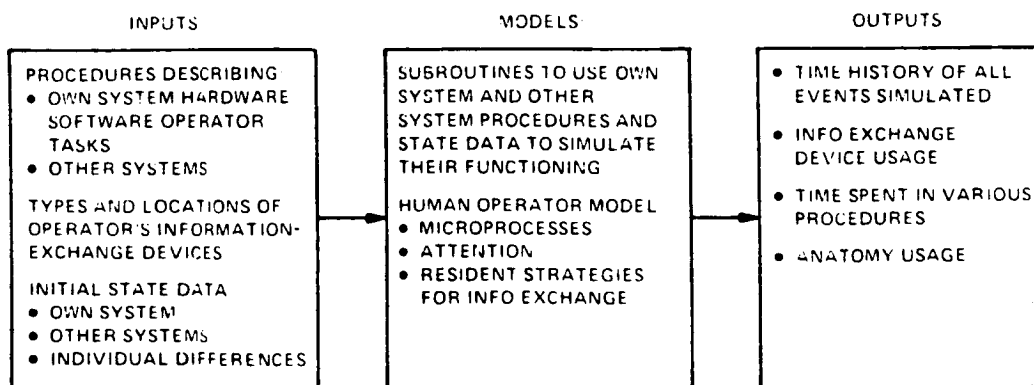 INPUTS
PROCEDURES DESCRIBING
• OWN SYSTEM HARDWARE
SOFTWARE OPERATOR
TASKS
• OTHER SYSTEMS
TYPES AND LOCATIONS OF
OPERATOR'S INFORMATION-
EXCHANGE DEVICES
INITIAL STATE DATA
• OWN SYSTEM
• OTHER SYSTEMS
• INDIVIDUAL DIFFERENCES
MODELS
SUBROUTINES TO USE OWN
SYSTEM AND OTHER
SYSTEM PROCEDURES AND
STATE DATA TO SIMULATE
THEIR FUNCTIONING
HUMAN OPERATOR MODEL
• MICROPROCESSES
• ATTENTION
• RESIDENT STRATEGIES
FOR INFO EXCHANGE
OUTPUTS
• TIME HISTORY OF ALL
EVENTS SIMULATED
• INFO EXCHANGE
DEVICE USAGE
• TIME SPENT IN VARIOUS
PROCEDURES
• ANATOMY USAGE